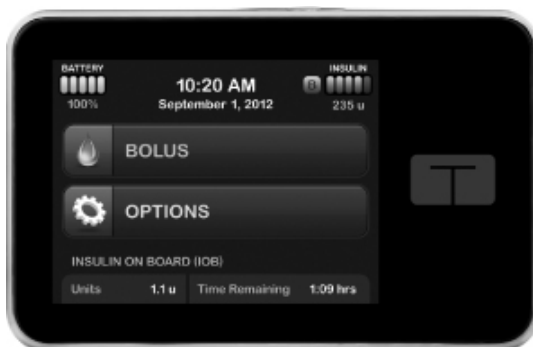 BATTERY
INSULIN
10:20 AM
B
100%
September 1, 2012
235 u
BOLUS
OPTIONS
INSULIN ON BOARD (IOB)
Units 1.1 u Time Remaining 1:09 hrs
T